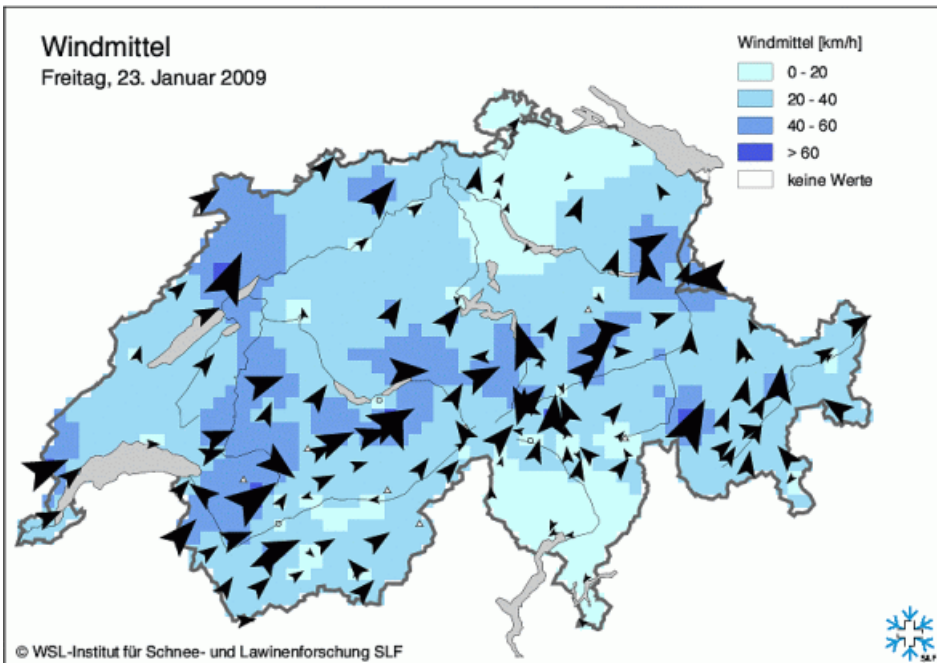 Windmittel
Freitag, 23. Januar 2009
Windmittel [km/h]
0 - 20
20 - 40
40 - 60
> 60
keine Werte
© WSL-Institut für Schnee- und Lawinenforschung SLF
SLF